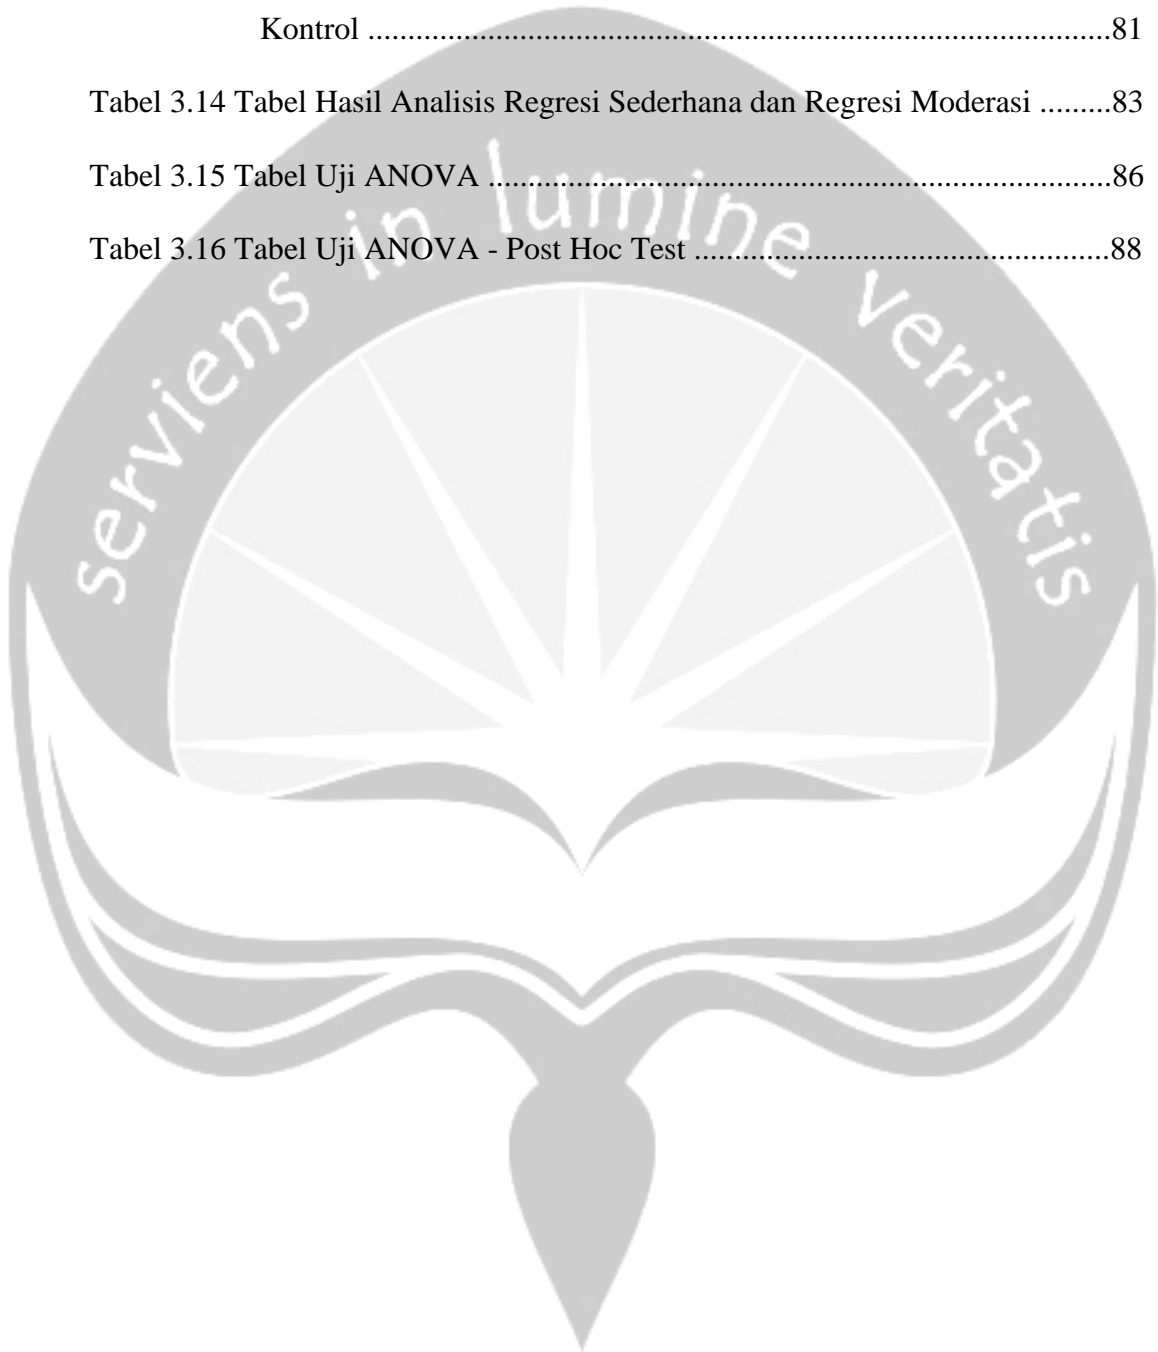 Kontrol ............................................................................................81
Tabel 3.14 Tabel Hasil Analisis Regresi Sederhana dan Regresi Moderasi .........83
Tabel 3.15 Tabel Uji ANOVA .............................................................................86
Tabel 3.16 Tabel Uji ANOVA - Post Hoc Test ...................................................88
serviens in lumine veritatis